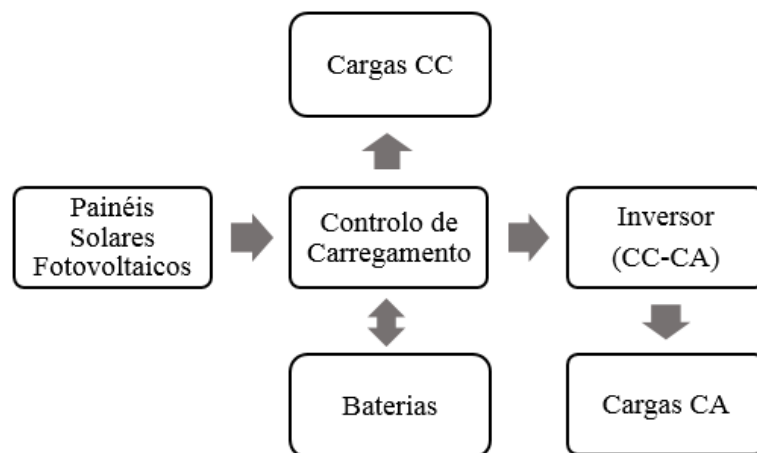 Cargas CC
Painéis
Solares
Fotovoltaicos
Controlo de
Carregamento
Inversor
(CC-CA)
Baterias
Cargas CA